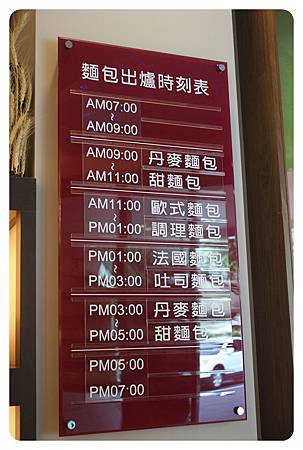 麵包出爐時刻表
AM07:00
~
AM09:00
AM09:00 丹麥麵包
~
AM11:00 甜麵包
AM11:00 歐式麵包
~
PM01:00 調理麵包
PM01:00 法國麵包
~
PM03:00 吐司麵包
PM03:00 丹麥麵包
~
PM05:00 甜麵包
PM05:00
~
PM07:00